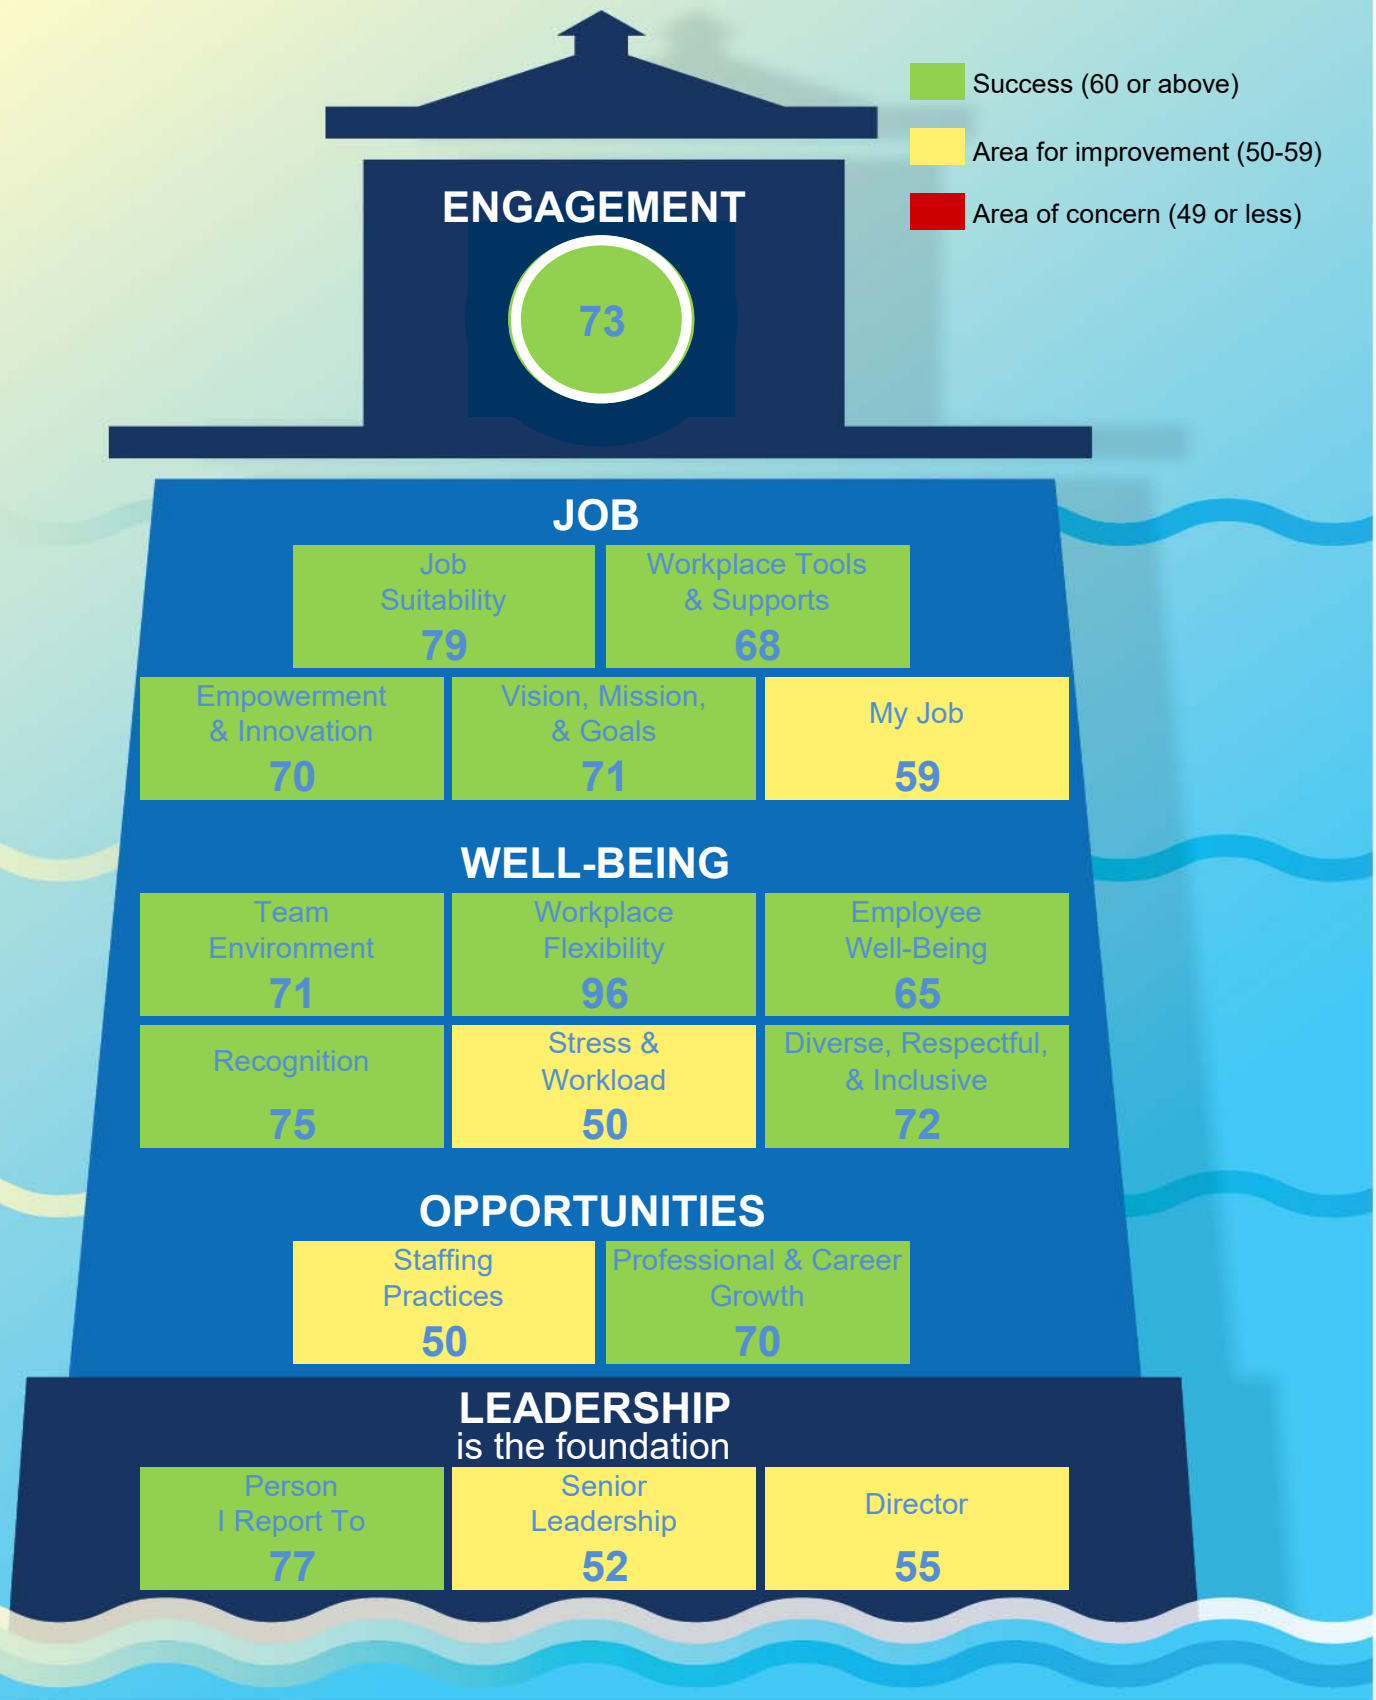 Success (60 or above)
Area for improvement (50-59)
Area of concern (49 or less)
ENGAGEMENT
73
JOB
Job
Suitability
79
Workplace Tools
& Supports
68
Empowerment
& Innovation
70
Vision, Mission,
& Goals
71
My Job
59
WELL-BEING
Team
Environment
71
Workplace
Flexibility
96
Employee
Well-Being
65
Recognition
75
Stress &
Workload
50
Diverse, Respectful,
& Inclusive
72
OPPORTUNITIES
Staffing
Practices
50
Professional & Career
Growth
70
LEADERSHIP
is the foundation
Person
I Report To
77
Senior
Leadership
52
Director
55